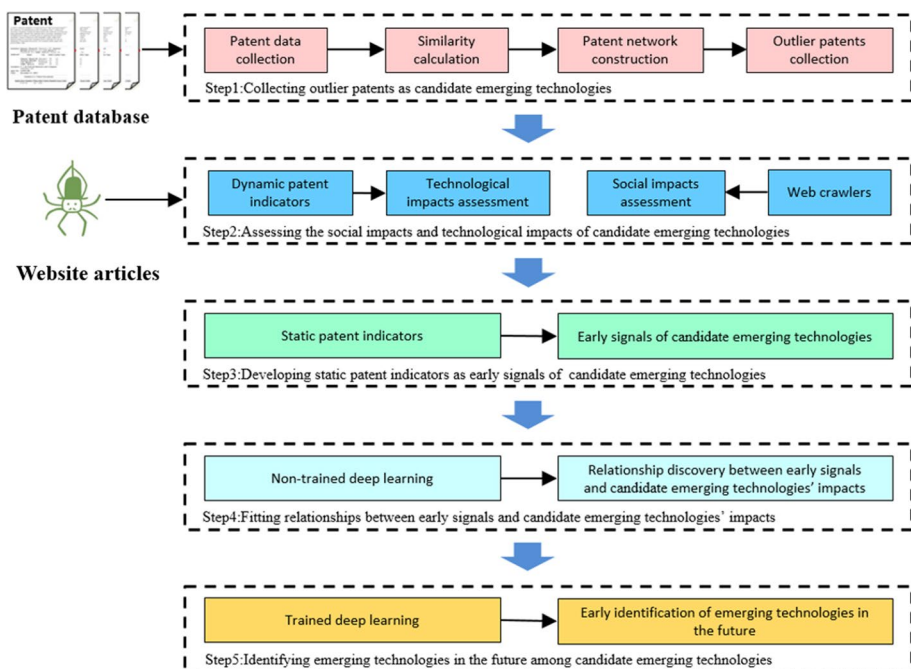 Patent
Patent database
Patent data
collection
Similarity
calculation
Patent network
construction
Outlier patents
collection
Step1:Collecting outlier patents as candidate emerging technologies
Website articles
Dynamic patent
indicators
Technological
impacts assessment
Social impacts
assessment
Web crawlers
Step2:Assessing the social impacts and technological impacts of candidate emerging technologies
Static patent indicators
Early signals of candidate emerging technologies
Step3:Developing static patent indicators as early signals of candidate emerging technologies
Non-trained deep learning
Relationship discovery between early signals
and candidate emerging technologies’ impacts
Step4:Fitting relationships between early signals and candidate emerging technologies’ impacts
Trained deep learning
Early identification of emerging technologies in
the future
Step5:Identifying emerging technologies in the future among candidate emerging technologies